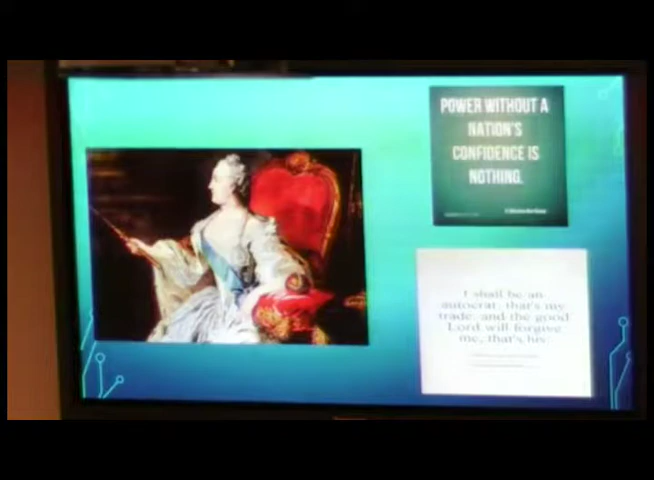 POWER WITHOUT A
NATION'S
CONFIDENCE IS
NOTHING.
I shall be an
autocrat, that's my
trade; and the good
Lord will forgive
me, that's his.